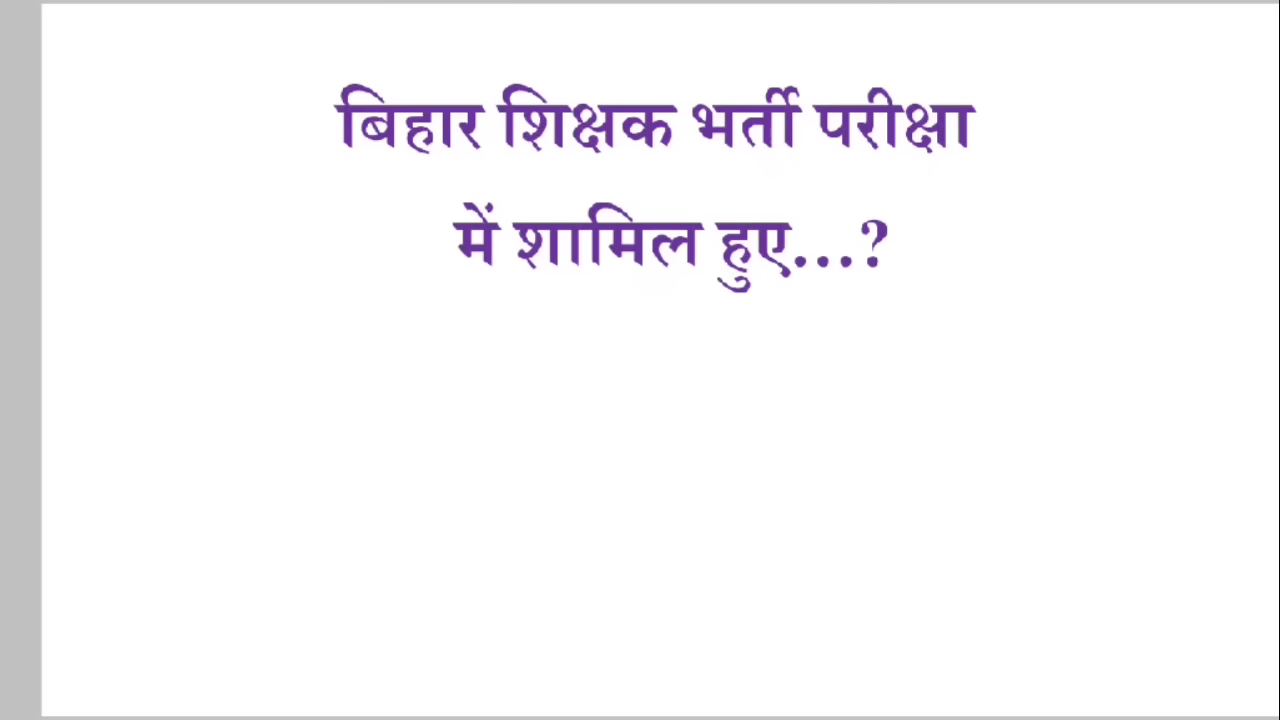 बिहार शिक्षक भर्ती परीक्षा
में शामिल हुए...?